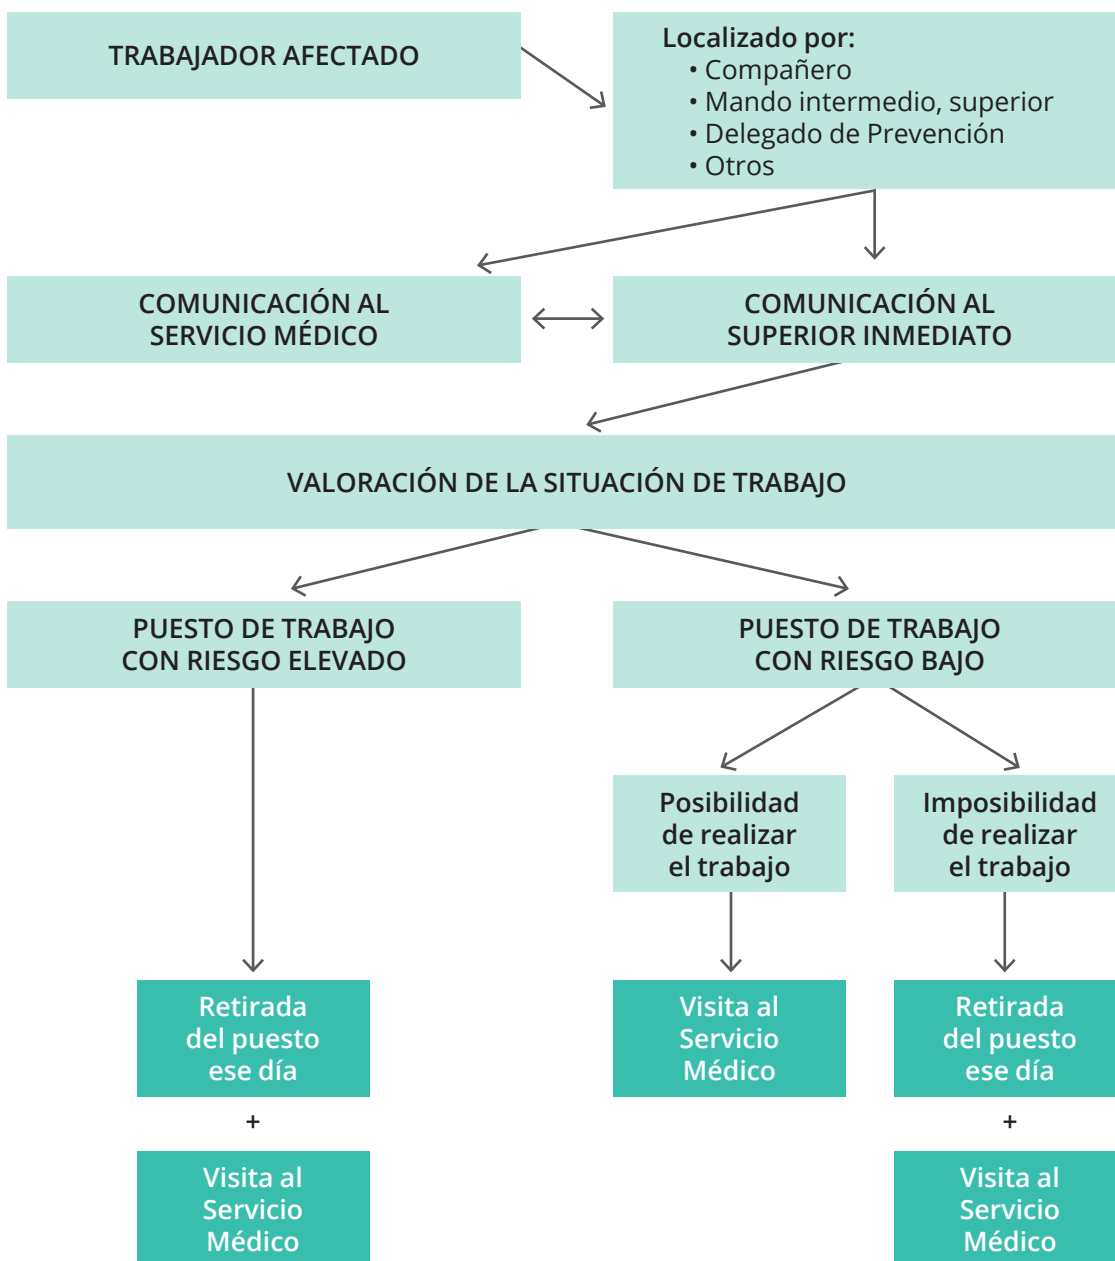 TRABAJADOR AFECTADO
Localizado por:
• Compañero
• Mando intermedio, superior
• Delegado de Prevención
• Otros
COMUNICACIÓN AL
SERVICIO MÉDICO
COMUNICACIÓN AL
SUPERIOR INMEDIATO
VALORACIÓN DE LA SITUACIÓN DE TRABAJO
PUESTO DE TRABAJO
CON RIESGO ELEVADO
PUESTO DE TRABAJO
CON RIESGO BAJO
Posibilidad
de realizar
el trabajo
Imposibilidad
de realizar
el trabajo
Retirada
del puesto
ese día
+
Visita al
Servicio
Médico
Visita al
Servicio
Médico
Retirada
del puesto
ese día
+
Visita al
Servicio
Médico